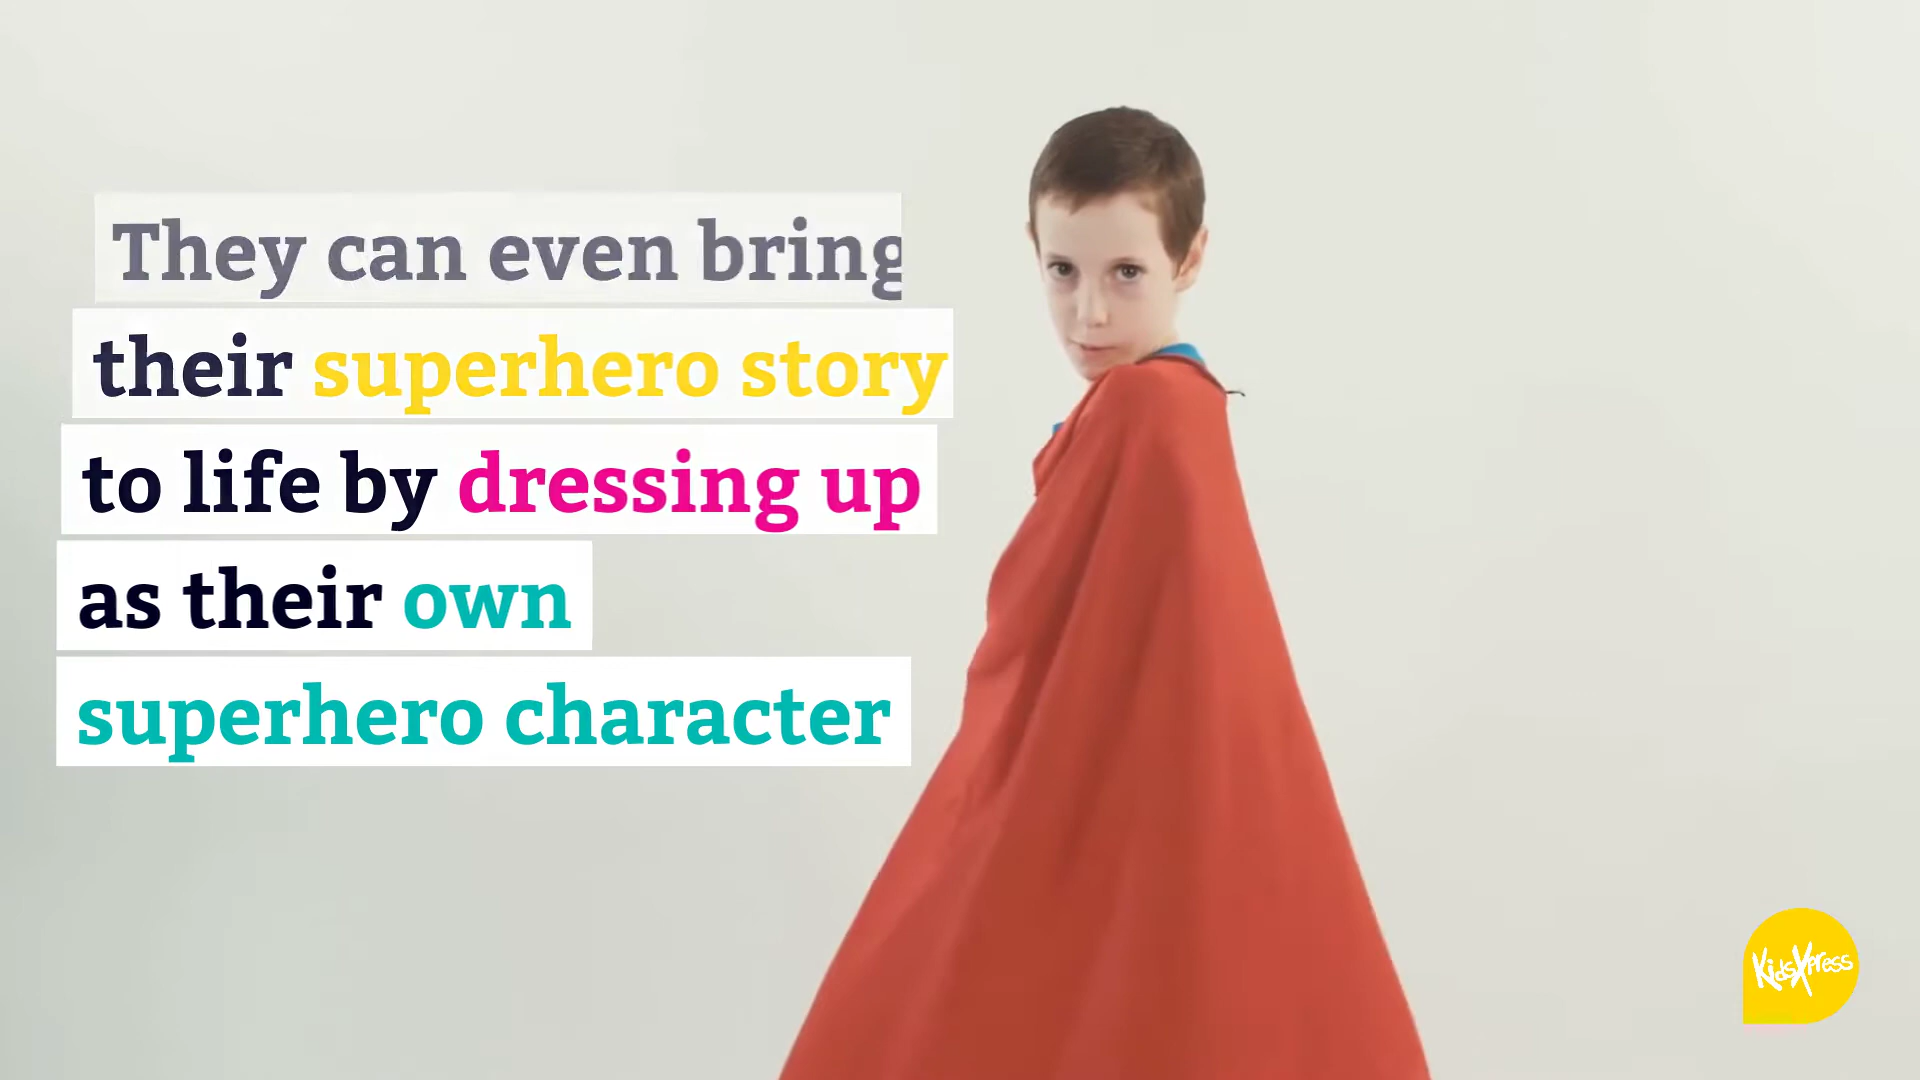 They can even bring
their superhero story
to life by dressing up
as their own
superhero character
KidsXpress